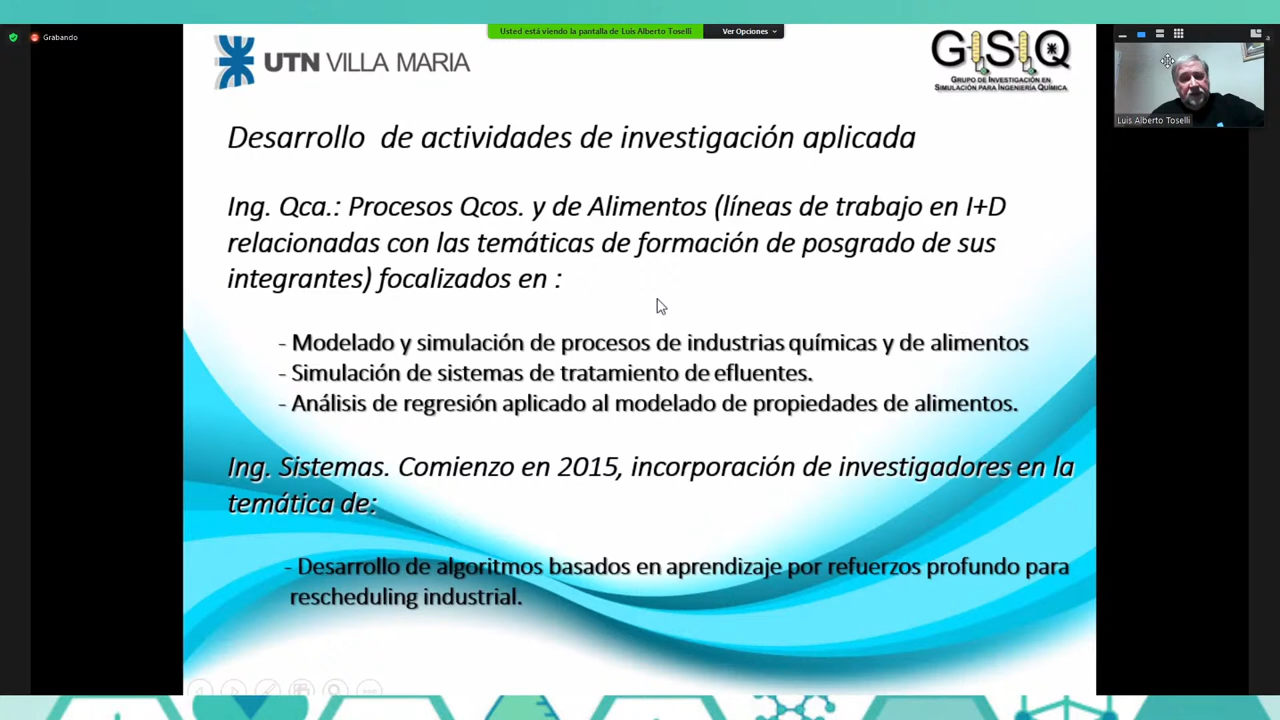 Grabando
Usted está viendo la pantalla de Luis Alberto Toselli
Ver Opciones
UTN VILLA MARIA
GISIQ
GRUPO DE INVESTIGACIÓN EN
SIMULACIÓN PARA INGENIERÍA QUÍMICA
Luis Alberto Toselli
Desarrollo de actividades de investigación aplicada
Ing. Qca.: Procesos Qcos. y de Alimentos (líneas de trabajo en I+D
relacionadas con las temáticas de formación de posgrado de sus
integrantes) focalizados en :
- Modelado y simulación de procesos de industrias químicas y de alimentos
- Simulación de sistemas de tratamiento de efluentes.
- Análisis de regresión aplicado al modelado de propiedades de alimentos.
Ing. Sistemas. Comienzo en 2015, incorporación de investigadores en la
temática de:
- Desarrollo de algoritmos basados en aprendizaje por refuerzos profundo para
rescheduling industrial.